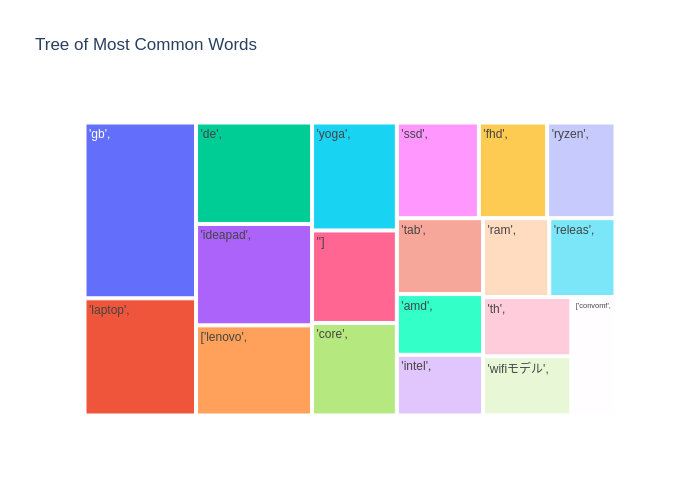 Tree of Most Common Words
'gb',
'de',
'yoga',
'ssd',
'fhd',
'ryzen',
'ideapad',
'']
'tab',
'ram',
'releas',
'laptop',
['lenovo',
'core',
'amd',
'th',
['convomf',
'intel',
'wifiモデル',